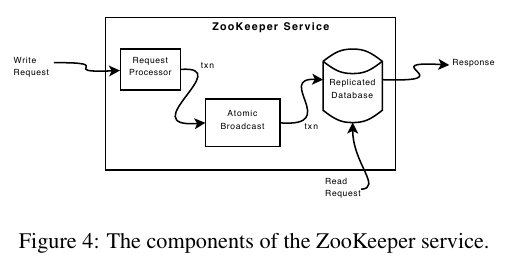 ZooKeeper Service
Write
Request
Request
Processor
txn
Atomic
Broadcast
txn
Replicated
Database
Response
Read
Request
Figure 4: The components of the ZooKeeper service.